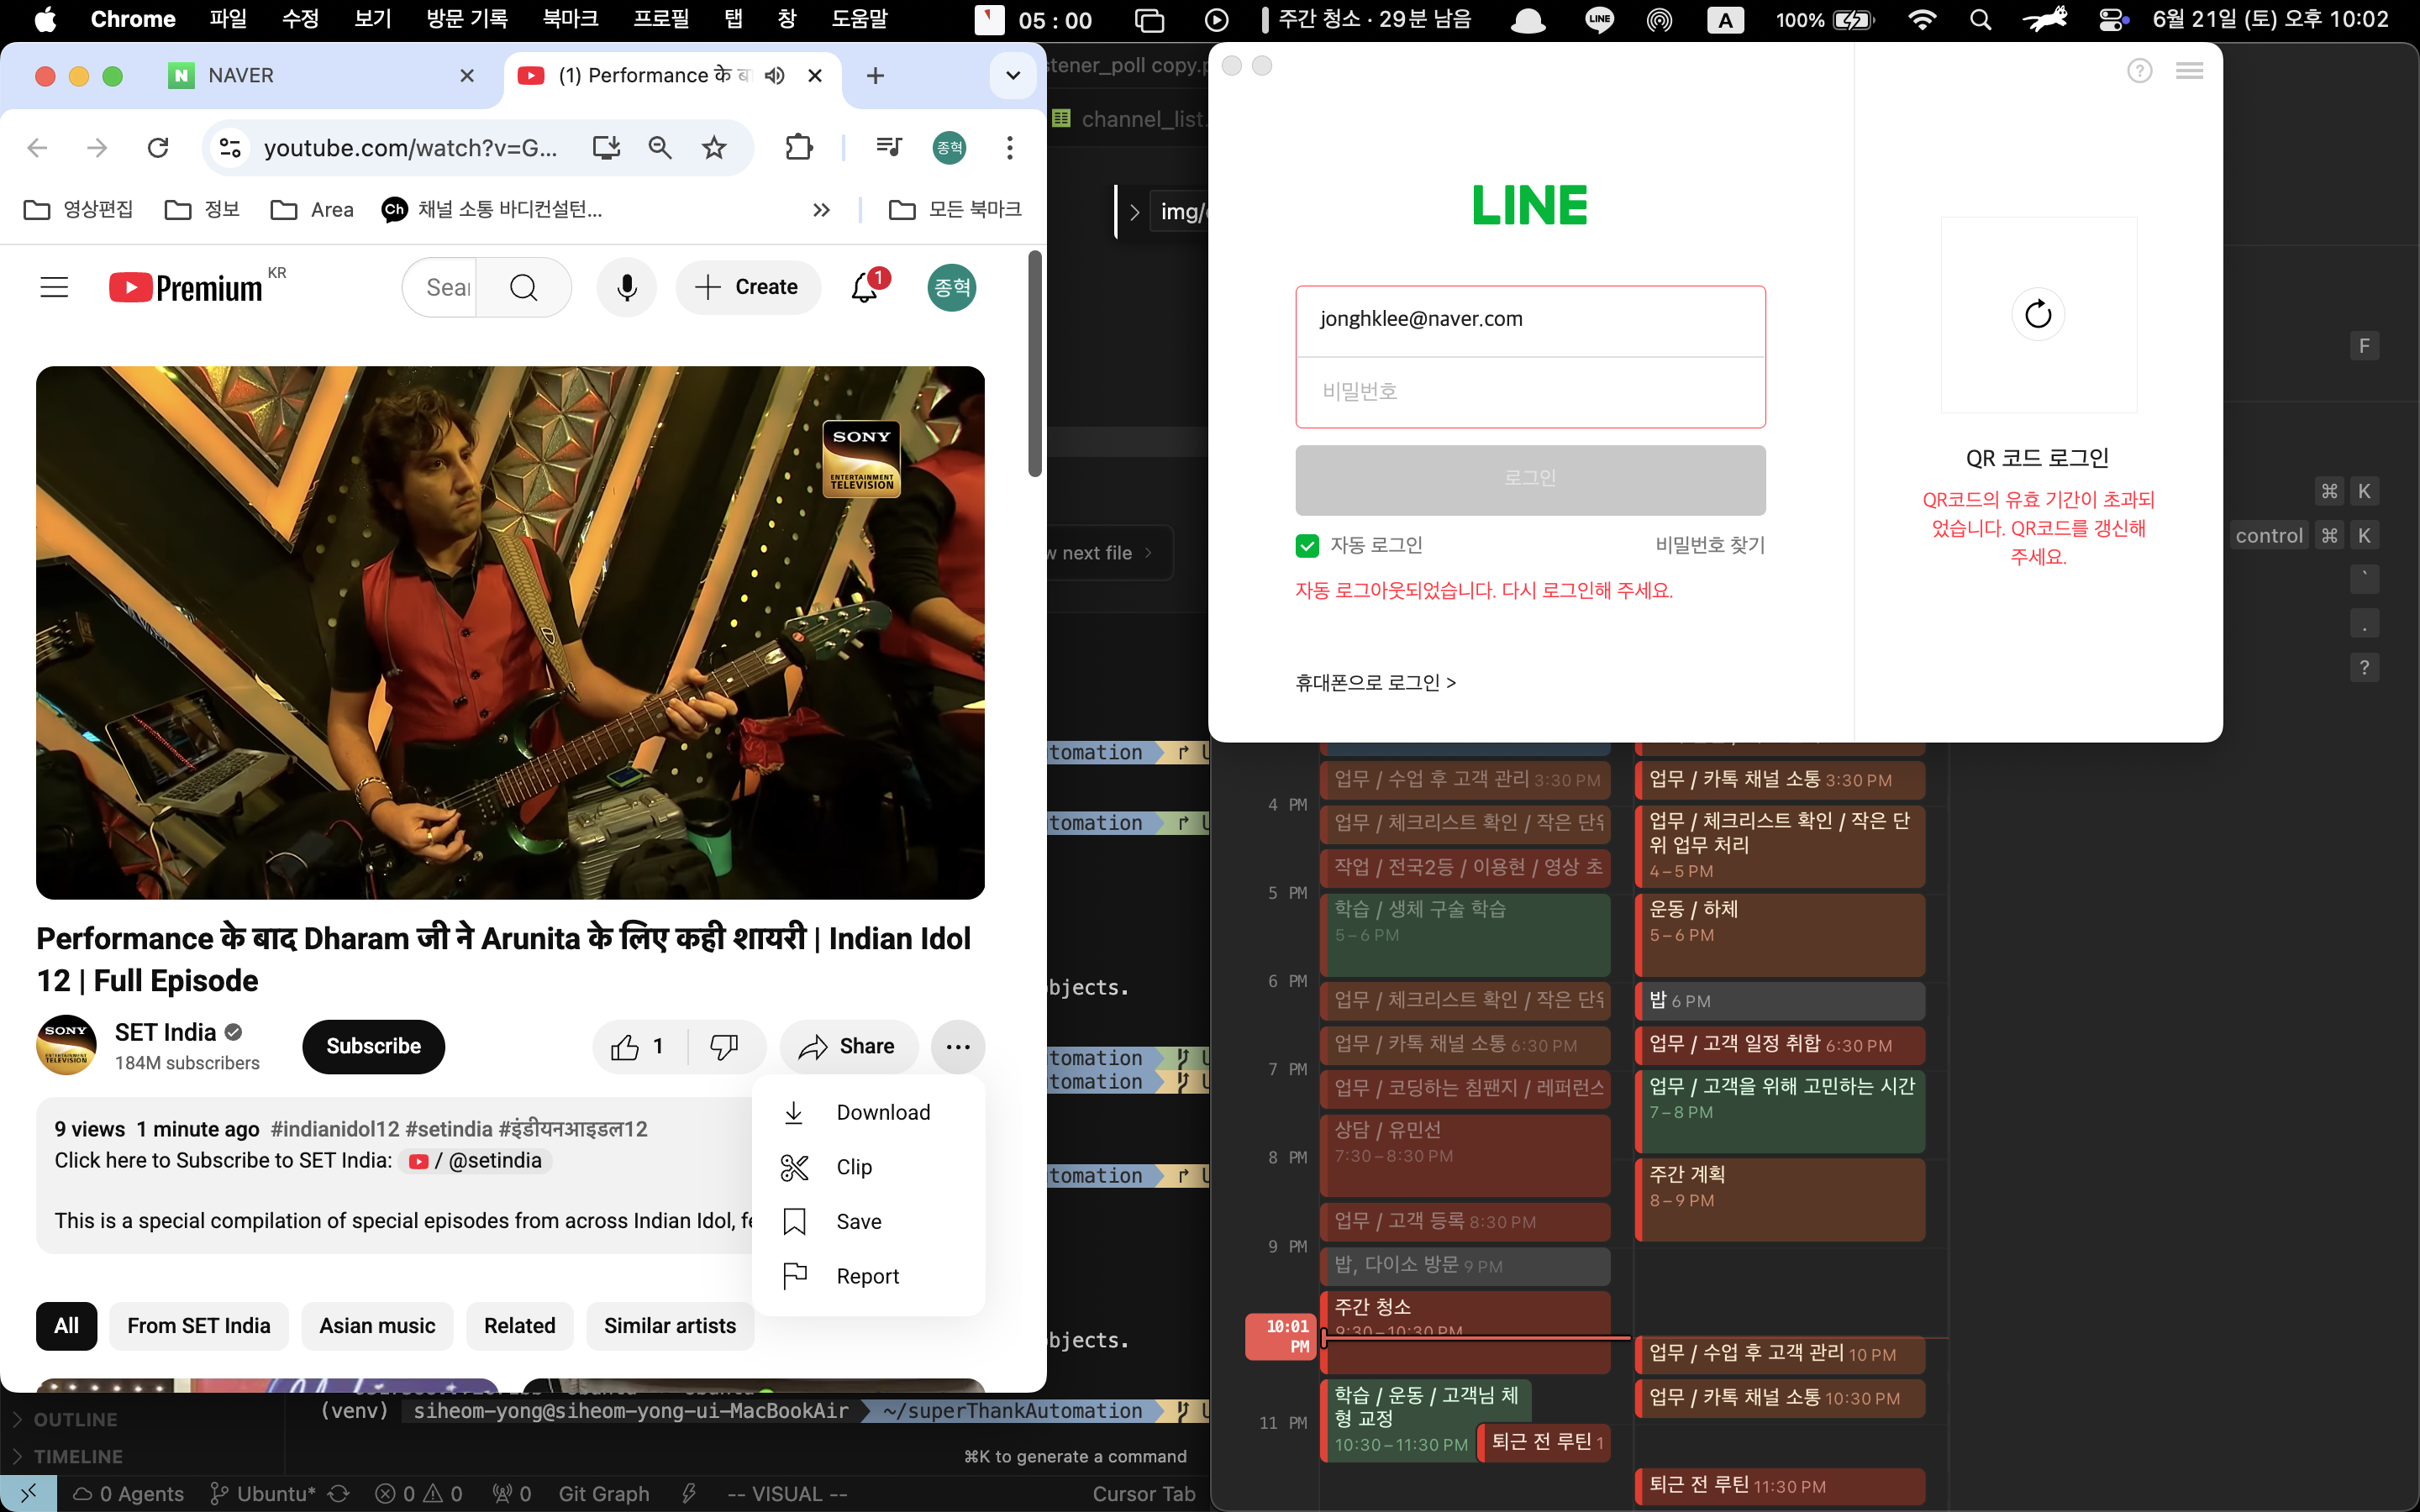 Chrome 파일 수정 보기 방문 기록 북마크 프로필 탭 창 도움말 05 : 00 주간 청소 · 29분 남음 LINE A 100% 6월 21일 (토) 오후 10:02
N NAVER
(1) Performance के
youtube.com/watch?v=G...
종혁
영상편집 정보 Area Ch 채널 소통 바디컨설턴... 모든 북마크
Premium KR
Create
1
종혁
SONY
ENTERTAINMENT
TELEVISION
Performance के बाद Dharam जी ने Arunita के लिए कही शायरी | Indian Idol
12 | Full Episode
SONY
SET India
184M subscribers
Subscribe
1
Share
Download
Clip
Save
Report
9 views 1 minute ago #indianidol12 #setindia #इंडीयनआइडल12
Click here to Subscribe to SET India: / @setindia
This is a special compilation of special episodes from across Indian Idol,
All From SET India Asian music Related Similar artists
stener_poll copy.p
channel_list.
img/
next file
tomation
tomation
bjects.
tomation
tomation
tomation
bjects.
(venv) siheom-yong@siheom-yong-ui-MacBookAir ~/superThankAutomation
⌘K to generate a command
OUTLINE
TIMELINE
0 Agents Ubuntu* 0 0 0 Git Graph -- VISUAL -- Cursor Tab
LINE
jonghklee@naver.com
비밀번호
로그인
자동 로그인
비밀번호 찾기
자동 로그아웃되었습니다. 다시 로그인해 주세요.
휴대폰으로 로그인 >
?
QR 코드 로그인
QR코드의 유효 기간이 초과되
었습니다. QR코드를 갱신해
주세요.
F
⌘ K
control ⌘ K
`
.
?
4 PM
5 PM
6 PM
7 PM
8 PM
9 PM
10:01
PM
11 PM
업무 / 수업 후 고객 관리 3:30 PM
업무 / 체크리스트 확인 / 작은 단위
작업 / 전국2등 / 이용현 / 영상 초
학습 / 생체 구술 학습
5 – 6 PM
업무 / 체크리스트 확인 / 작은 단위
업무 / 카톡 채널 소통 6:30 PM
업무 / 코딩하는 침팬지 / 레퍼런스
상담 / 유민선
7:30 – 8:30 PM
업무 / 고객 등록 8:30 PM
밥, 다이소 방문 9 PM
주간 청소
9:30 – 10:30 PM
학습 / 운동 / 고객님 체
형 교정
10:30 – 11:30 PM
퇴근 전 루틴 1
업무 / 카톡 채널 소통 3:30 PM
업무 / 체크리스트 확인 / 작은 단
위 업무 처리
4 – 5 PM
운동 / 하체
5 – 6 PM
밥 6 PM
업무 / 고객 일정 취합 6:30 PM
업무 / 고객을 위해 고민하는 시간
7 – 8 PM
주간 계획
8 – 9 PM
업무 / 수업 후 고객 관리 10 PM
업무 / 카톡 채널 소통 10:30 PM
퇴근 전 루틴 11:30 PM